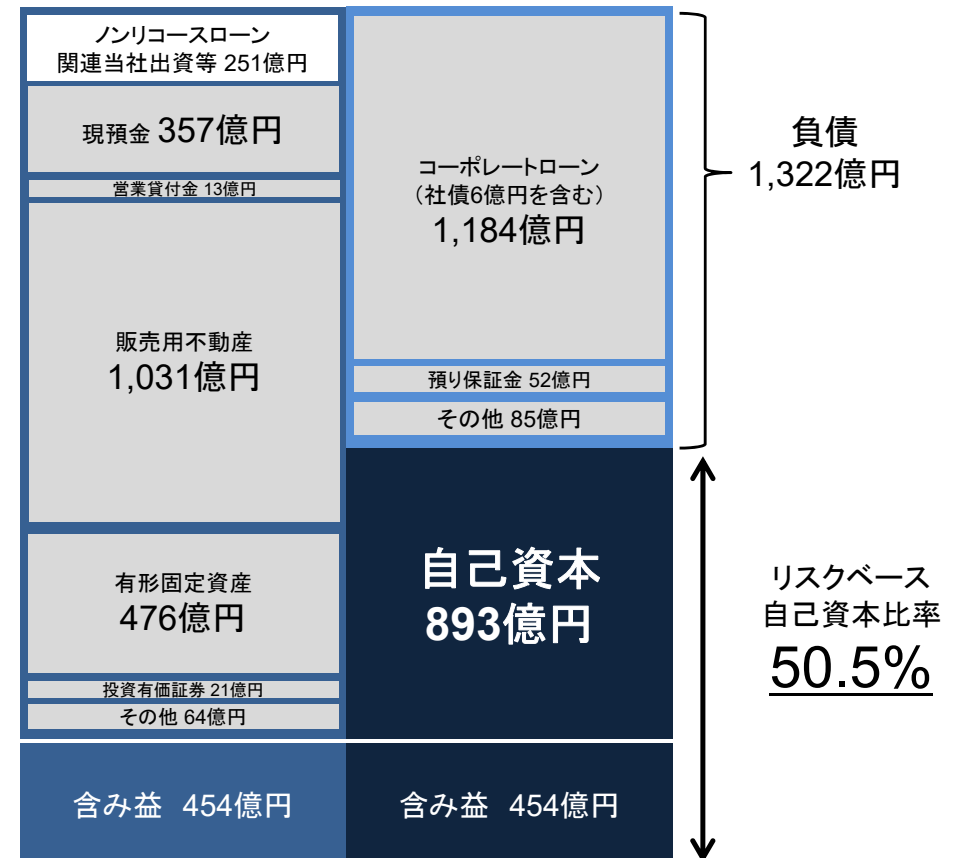 ノンリコースローン
関連当社出資等 251億円
現預金 357億円
営業貸付金 13億円
販売用不動産
1,031億円
有形固定資産
476億円
投資有価証券 21億円
その他 64億円
含み益 454億円
コーポレートローン
（社債6億円を含む）
1,184億円
預り保証金 52億円
その他 85億円
自己資本
893億円
含み益 454億円
負債
1,322億円
リスクベース
自己資本比率
50.5%